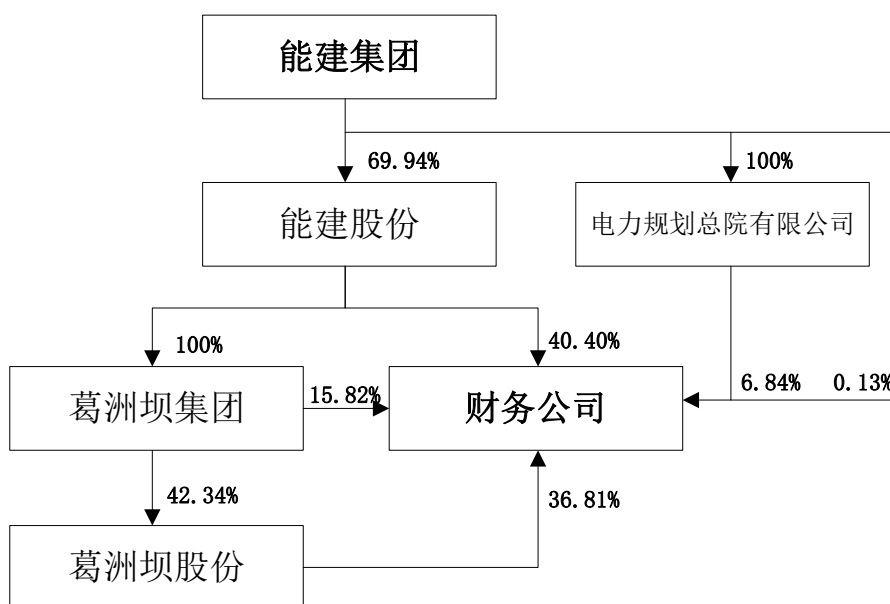 能建集团
69.94%
100%
能建股份
电力规划总院有限公司
100%
40.40%
葛洲坝集团
15.82%
财务公司
6.84%
0.13%
42.34%
36.81%
葛洲坝股份